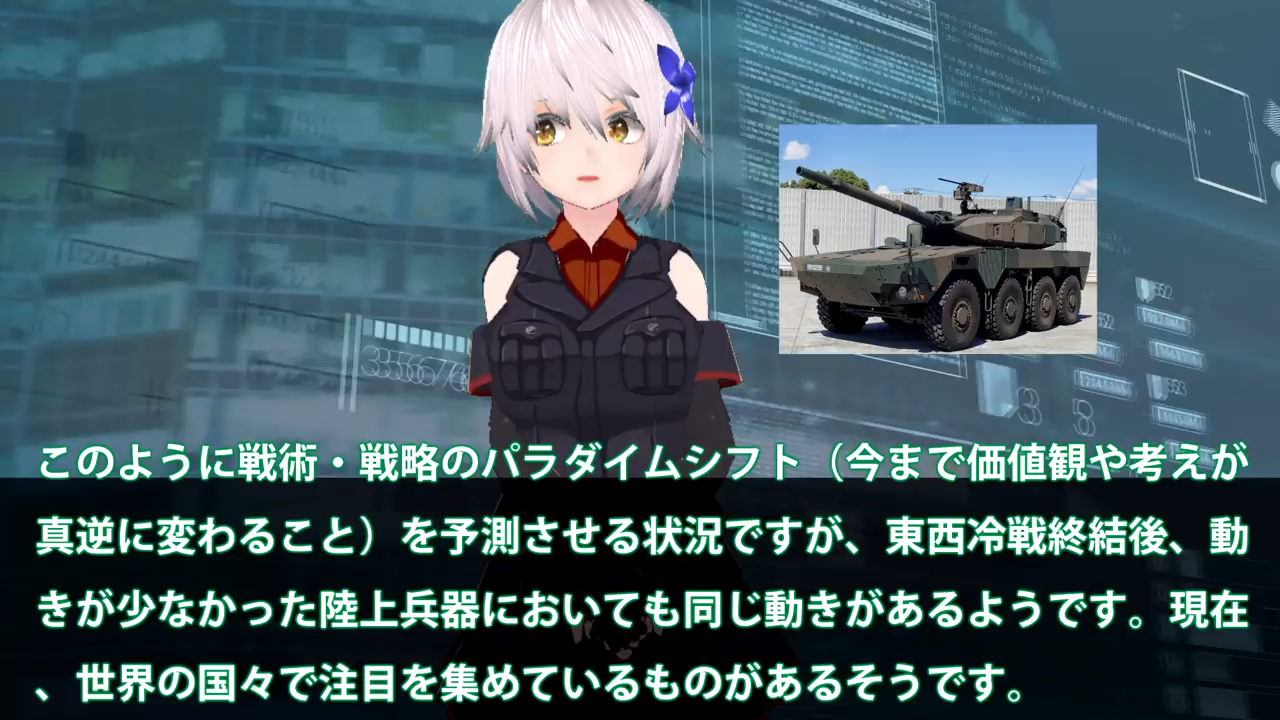 このように戦術・戦略のパラダイムシフト（今まで価値観や考えが
真逆に変わること）を予測させる状況ですが、東西冷戦終結後、動
きが少なかった陸上兵器においても同じ動きがあるようです。現在
、世界の国々で注目を集めているものがあるそうです。